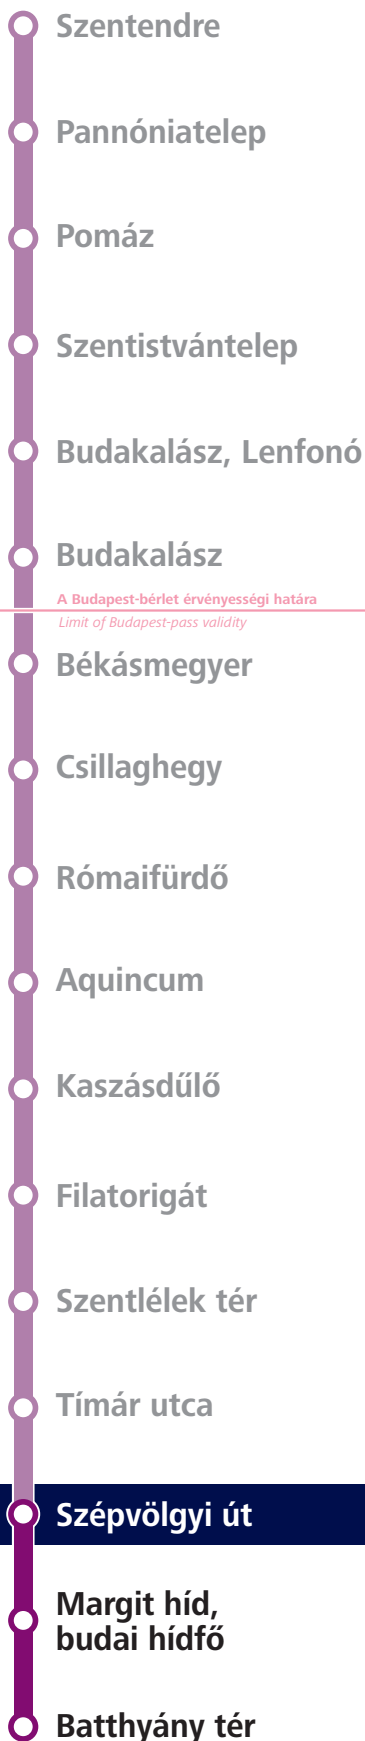 Szentendre
Pannóniatelep
Pomáz
Szentistvántelep
Budakalász, Lenfonó
Budakalász
A Budapest-bérlet érvényességi határa
Limit of Budapest-pass validity
Békásmegyer
Csillaghegy
Rómaifürdő
Aquincum
Kaszásdűlő
Filatorigát
Szentlélek tér
Tímár utca
Szépvölgyi út
Margit híd,
budai hídfő
Batthyány tér